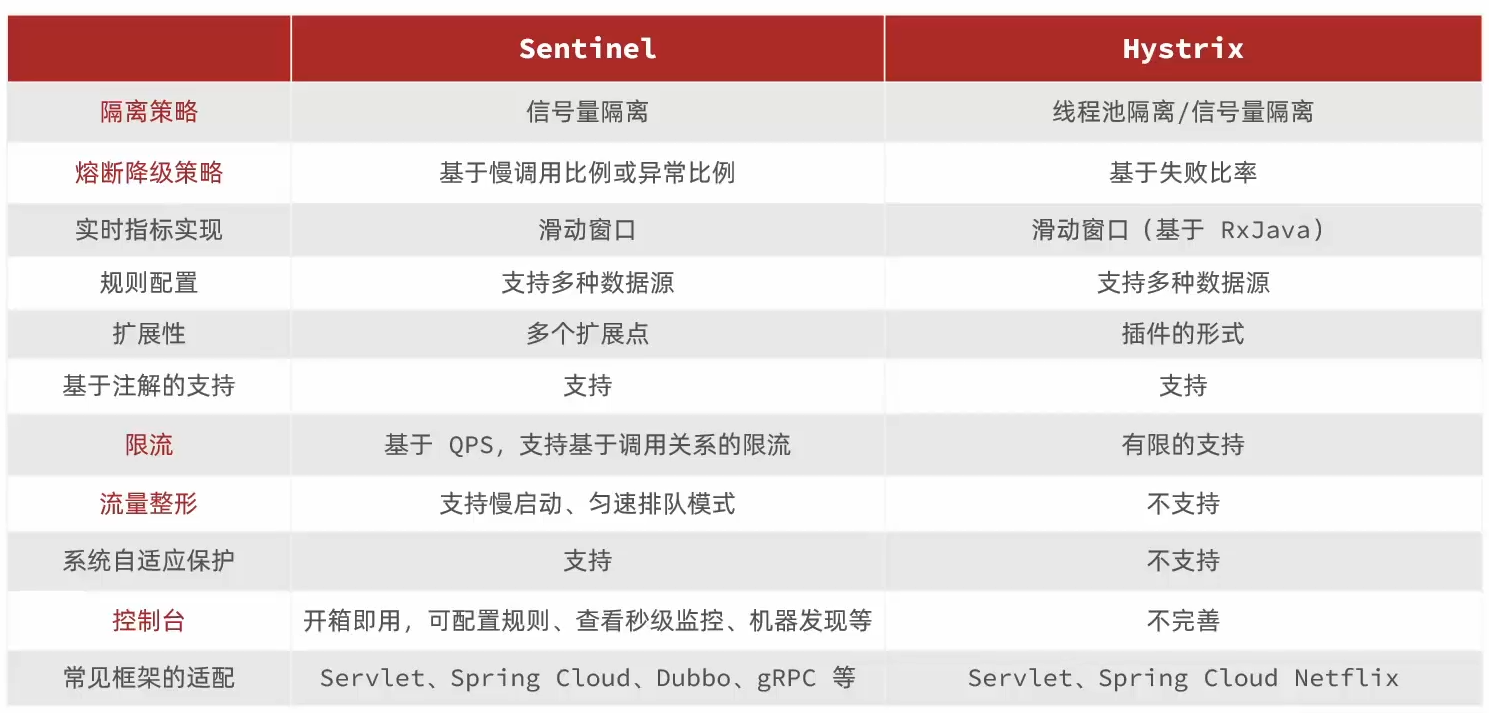 Sentinel Hystrix
隔离策略 信号量隔离 线程池隔离/信号量隔离
熔断降级策略 基于慢调用比例或异常比例 基于失败比率
实时指标实现 滑动窗口 滑动窗口（基于 RxJava）
规则配置 支持多种数据源 支持多种数据源
扩展性 多个扩展点 插件的形式
基于注解的支持 支持 支持
限流 基于 QPS，支持基于调用关系的限流 有限的支持
流量整形 支持慢启动、匀速排队模式 不支持
系统自适应保护 支持 不支持
控制台 开箱即用，可配置规则、查看秒级监控、机器发现等 不完善
常见框架的适配 Servlet、Spring Cloud、Dubbo、gRPC 等 Servlet、Spring Cloud Netflix